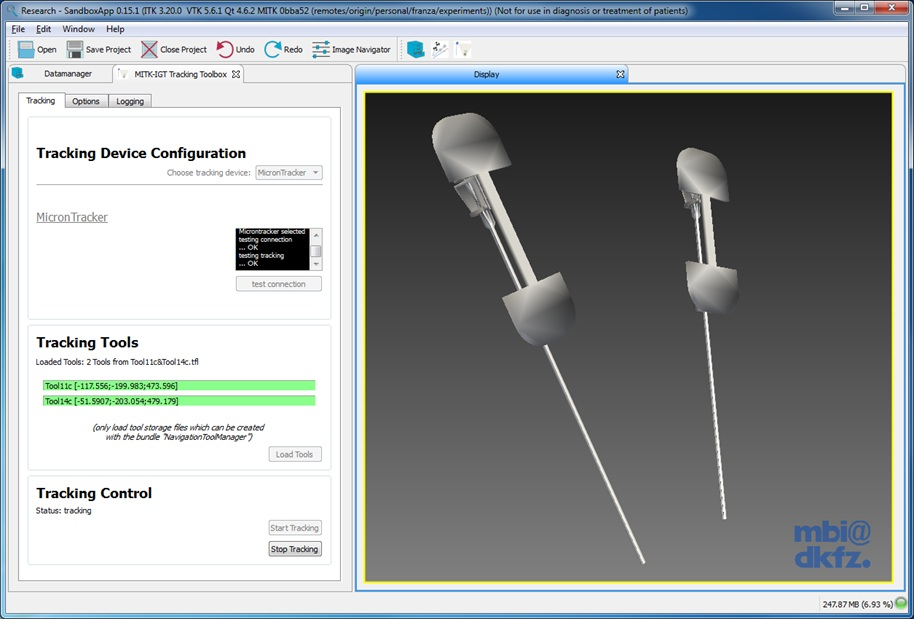 Research - SandboxApp 0.15.1 (ITK 3.20.0 VTK 5.6.1 Qt 4.6.2 MITK 0bba52 (remotes/origin/personal/franza/experiments)) (Not for use in diagnosis or treatment of patients)
File Edit Window Help
Open Save Project Close Project Undo Redo Image Navigator
Datamanager MITK-IGT Tracking Toolbox Display
Tracking Options Logging
Tracking Device Configuration
Choose tracking device: MicronTracker
MicronTracker
Microntracker selected
testing connection
... OK
testing tracking
... OK
test connection
Tracking Tools
Loaded Tools: 2 Tools from Tool11c&Tool14c.tfl
Tool11c [-117.556;-199.983;473.596]
Tool14c [-51.5907;-203.054;479.179]
(only load tool storage files which can be created
with the bundle "NavigationToolManager")
Load Tools
Tracking Control
Status: tracking
Start Tracking
Stop Tracking
mbi@
dkfz.
247.87 MB (6.93 %)